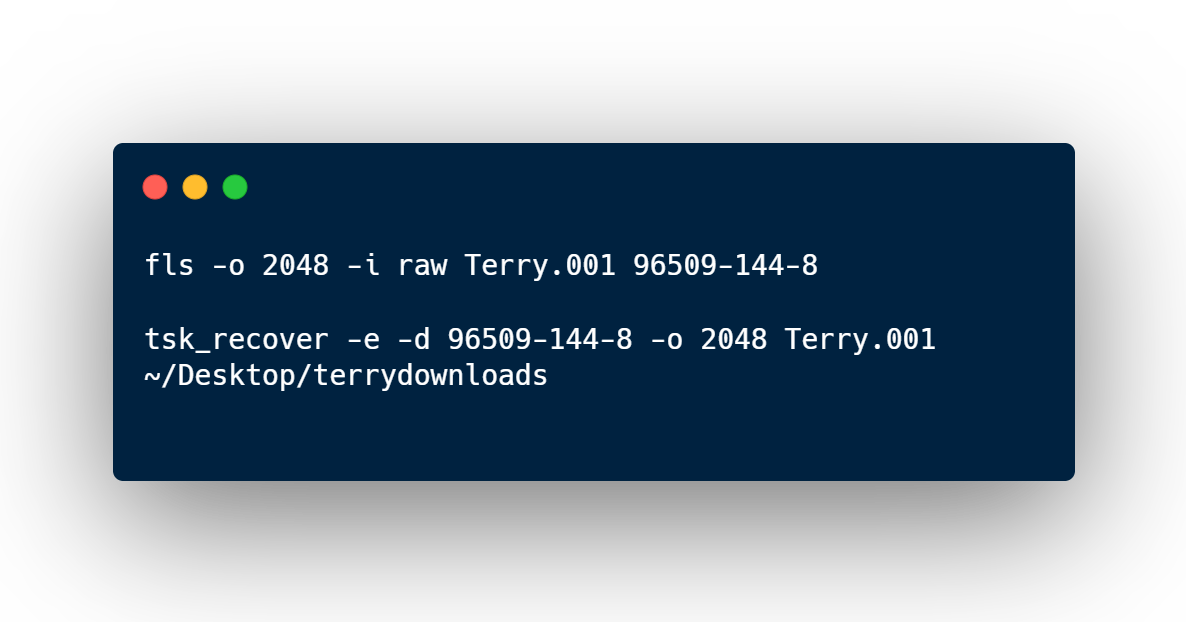 fls -o 2048 -i raw Terry.001 96509-144-8
tsk_recover -e -d 96509-144-8 -o 2048 Terry.001
~/Desktop/terrydownloads